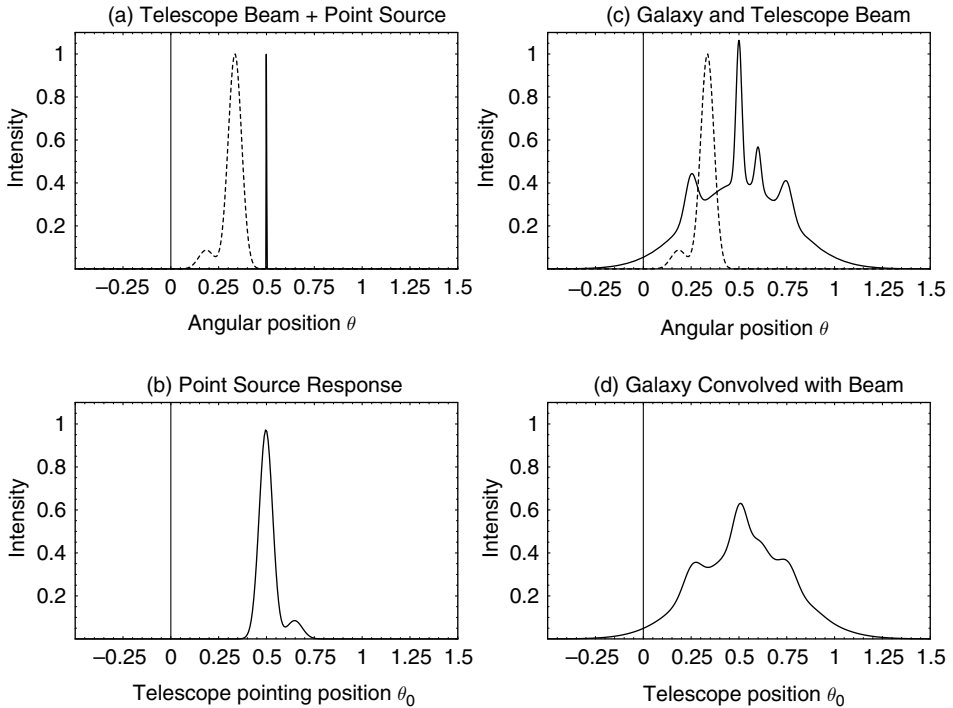 (a) Telescope Beam + Point Source
Intensity
1
0.8
0.6
0.4
0.2
−0.25 0 0.25 0.5 0.75 1 1.25 1.5
Angular position θ
(c) Galaxy and Telescope Beam
Intensity
1
0.8
0.6
0.4
0.2
−0.25 0 0.25 0.5 0.75 1 1.25 1.5
Angular position θ
(b) Point Source Response
Intensity
1
0.8
0.6
0.4
0.2
−0.25 0 0.25 0.5 0.75 1 1.25 1.5
Telescope pointing position θ₀
(d) Galaxy Convolved with Beam
Intensity
1
0.8
0.6
0.4
0.2
−0.25 0 0.25 0.5 0.75 1 1.25 1.5
Telescope position θ₀